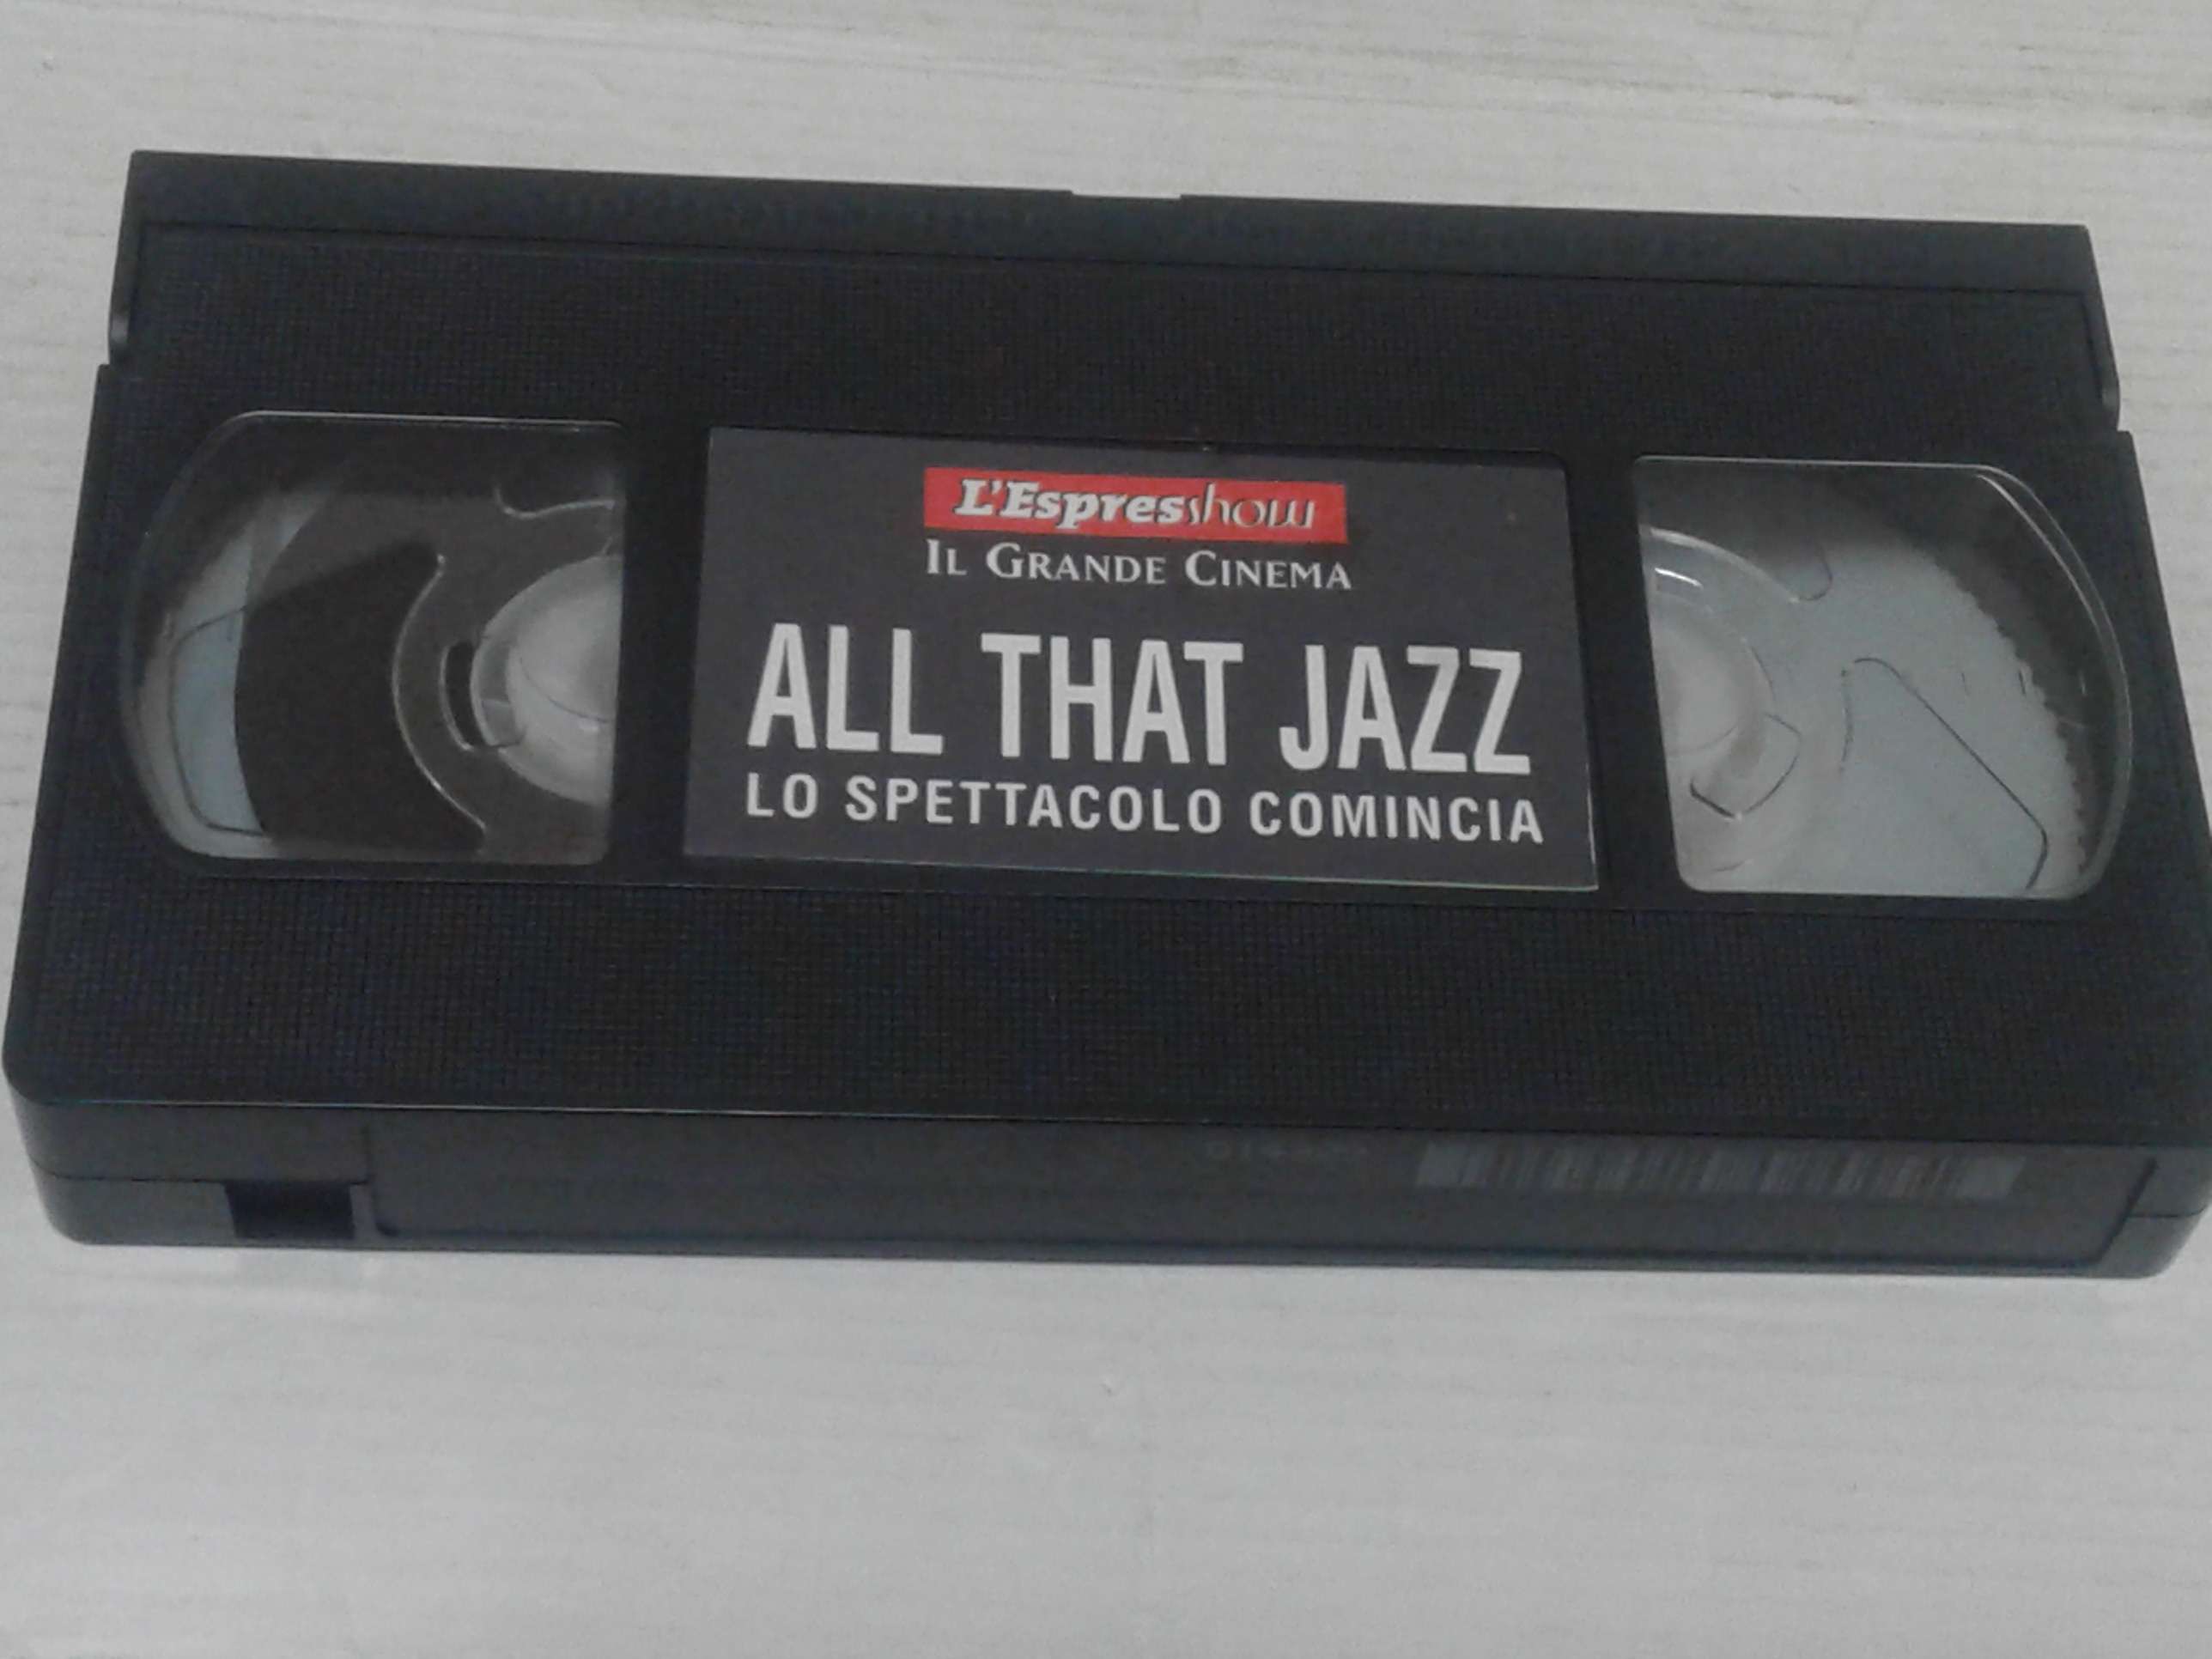 L'Espresshow
IL GRANDE CINEMA
ALL THAT JAZZ
LO SPETTACOLO COMINCIA